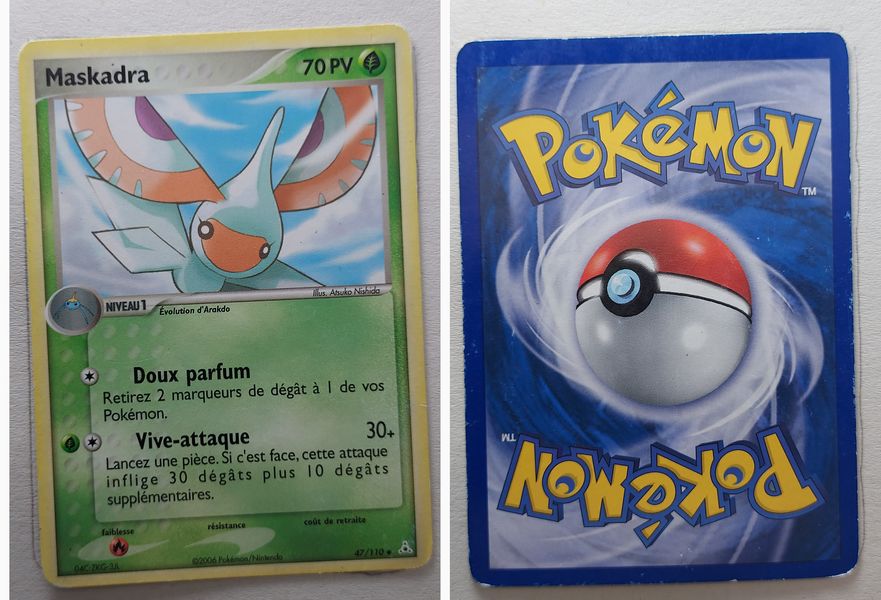 Maskadra
70 PV
Illus. Atsuko Nishida
NIVEAU 1
Évolution d'Arakdo
Doux parfum
Retirez 2 marqueurs de dégât à 1 de vos
Pokémon.
Vive-attaque 30+
Lancez une pièce. Si c'est face, cette attaque
inflige 30 dégâts plus 10 dégâts
supplémentaires.
faiblesse résistance coût de retraite
47/110
©2006 Pokémon/Nintendo
POKéMON
TM
TM
POKéMON